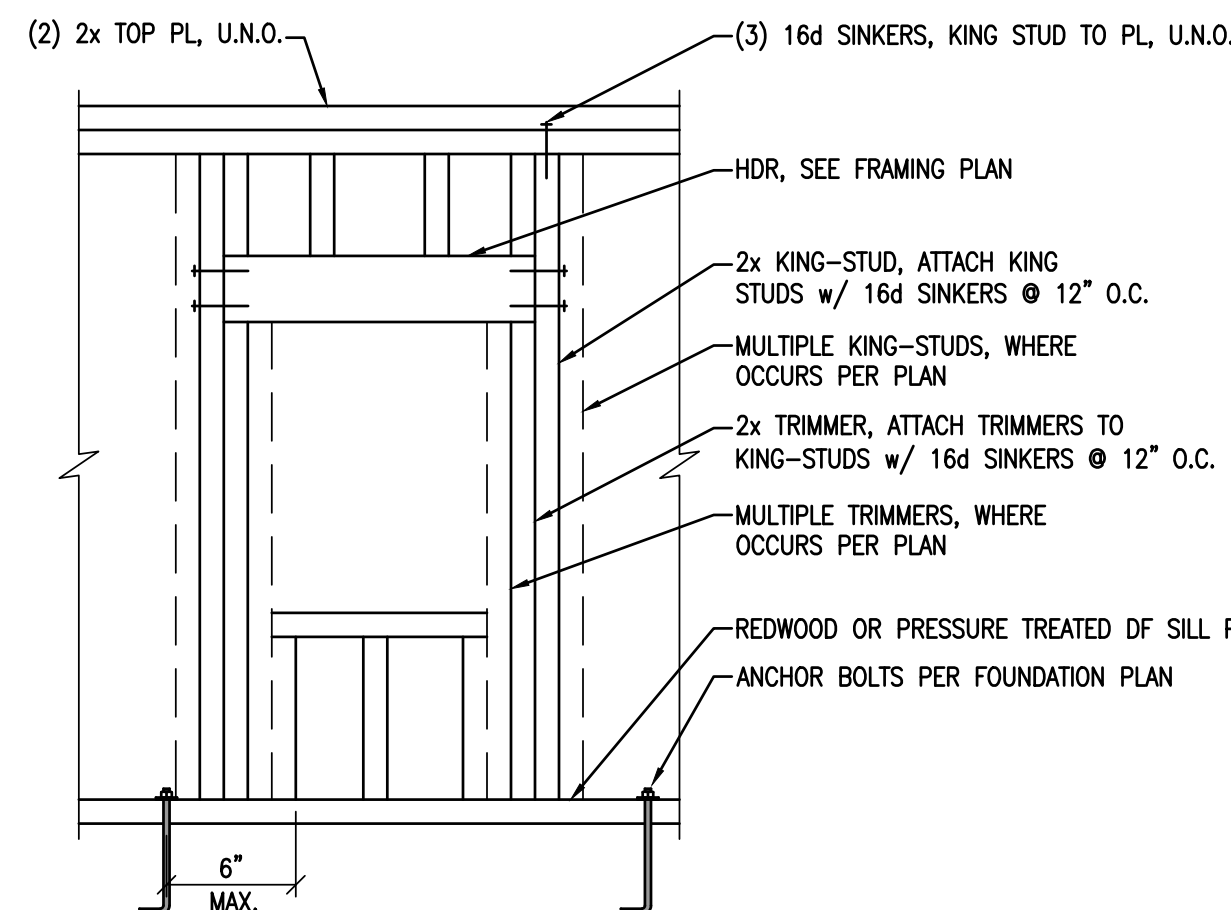 (2) 2x TOP PL, U.N.O.
(3) 16d SINKERS, KING STUD TO PL, U.N.O.
HDR, SEE FRAMING PLAN
2x KING-STUD, ATTACH KING
STUDS w/ 16d SINKERS @ 12" O.C.
MULTIPLE KING-STUDS, WHERE
OCCURS PER PLAN
2x TRIMMER, ATTACH TRIMMERS TO
KING-STUDS w/ 16d SINKERS @ 12" O.C.
MULTIPLE TRIMMERS, WHERE
OCCURS PER PLAN
REDWOOD OR PRESSURE TREATED DF SILL
ANCHOR BOLTS PER FOUNDATION PLAN
6"
MAX.